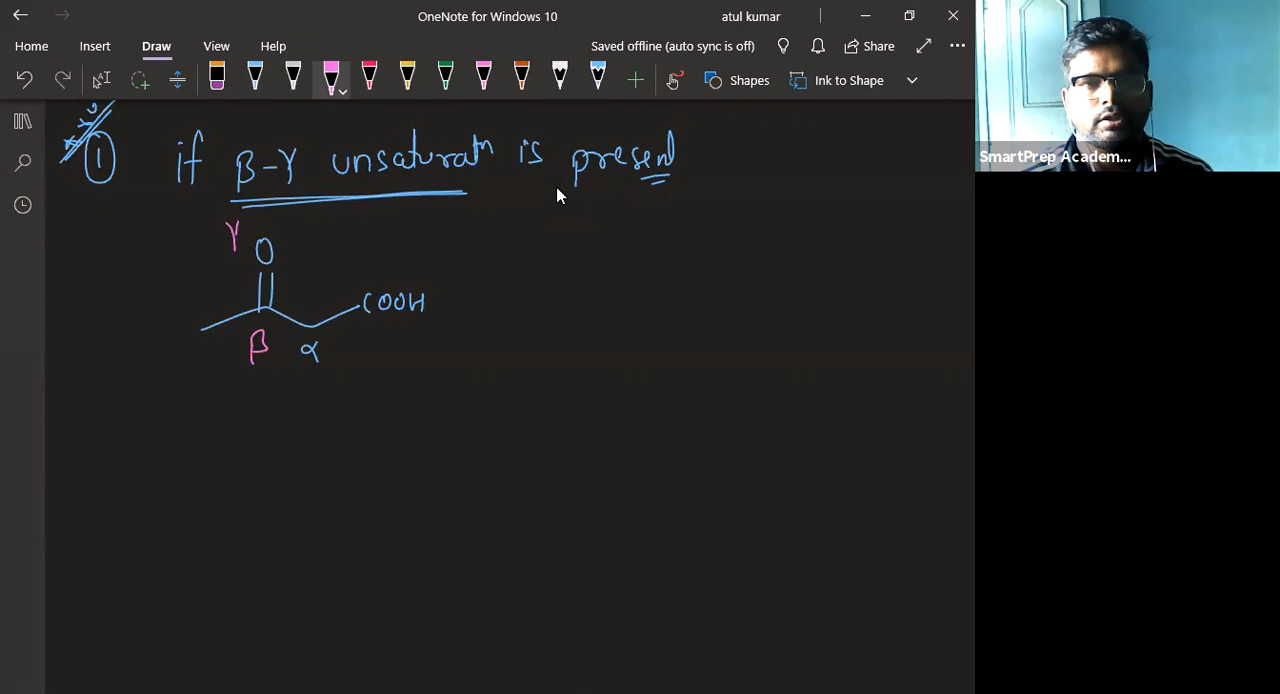 OneNote for Windows 10
atul kumar
Home Insert Draw View Help
Saved offline (auto sync is off)
Share
Shapes
Ink to Shape
SmartPrep Academ...
① if β-γ unsaturatn is present
γ
O
COOH
β α